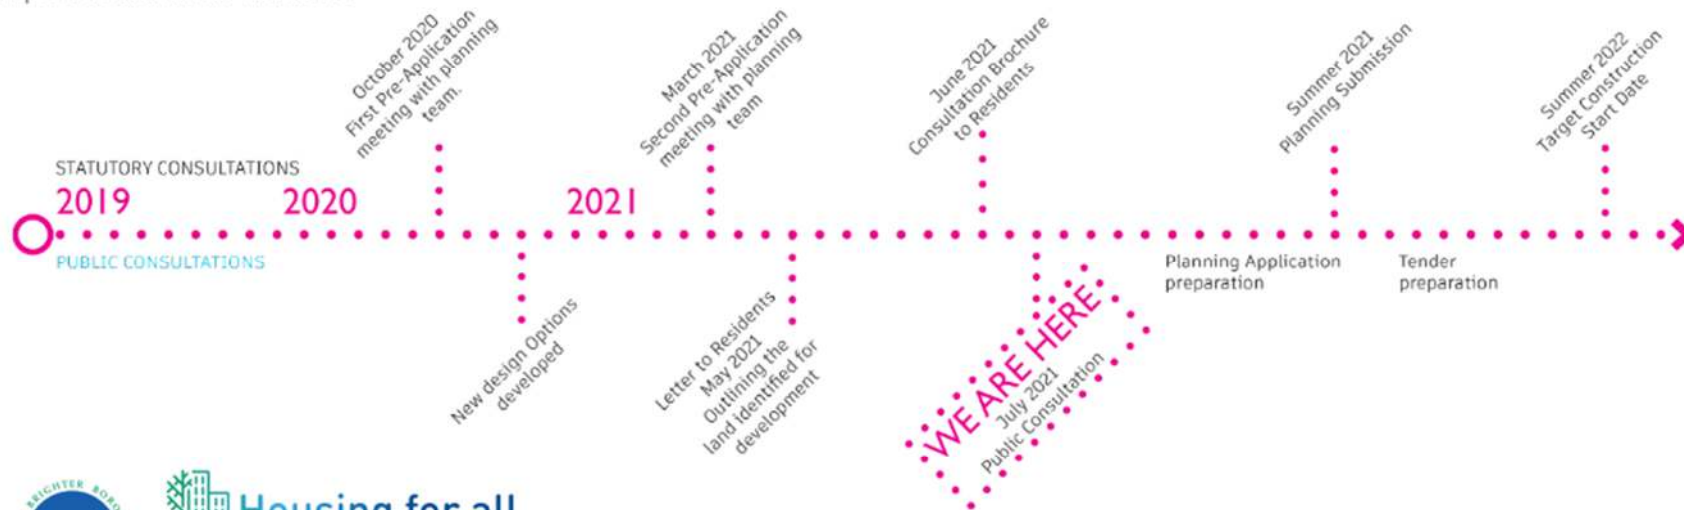 October 2020
First Pre-Application
meeting with planning
team.
March 2021
Second Pre-Application
meeting with planning
team
June 2021
Consultation Brochure
to Residents
Summer 2021
Planning Submission
Summer 2022
Target Construction
Start Date
STATUTORY CONSULTATIONS
2019
2020
2021
PUBLIC CONSULTATIONS
Planning Application
preparation
Tender
preparation
New design Options
developed
Letter to Residents
May 2021
Outlining the
land identified for
development
WE ARE HERE
July 2021
Public Consultation
BRIGHTER
Housing for all